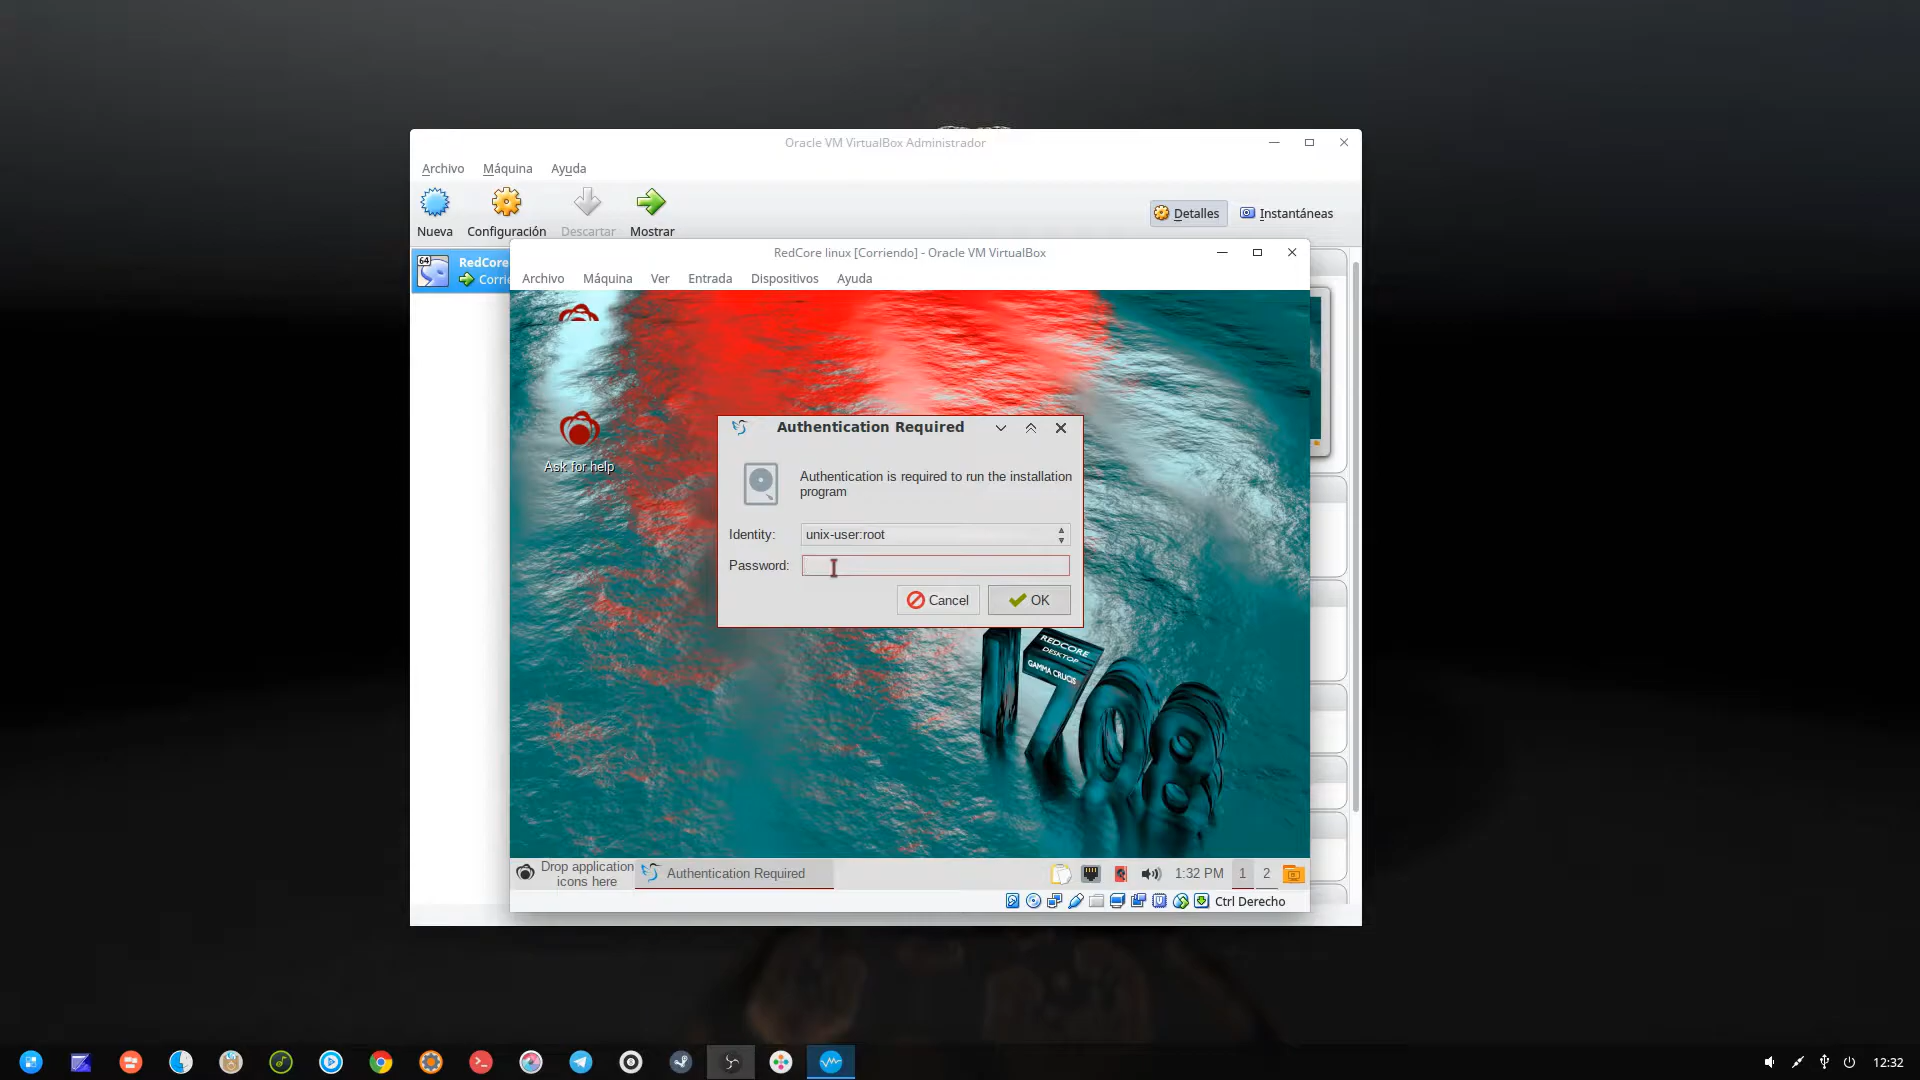 Oracle VM VirtualBox Administrador
Archivo Máquina Ayuda
Nueva Configuración Descartar Mostrar
Detalles Instantáneas
64
RedCore
Corrie
RedCore linux [Corriendo] - Oracle VM VirtualBox
Archivo Máquina Ver Entrada Dispositivos Ayuda
Ask for help
Authentication Required
Authentication is required to run the installation
program
Identity: unix-user:root
Password:
Cancel OK
REDCORE
DESKTOP
GAMMA CRUCIS
1708
Drop application
icons here
Authentication Required
1:32 PM 1 2
Ctrl Derecho
12:32